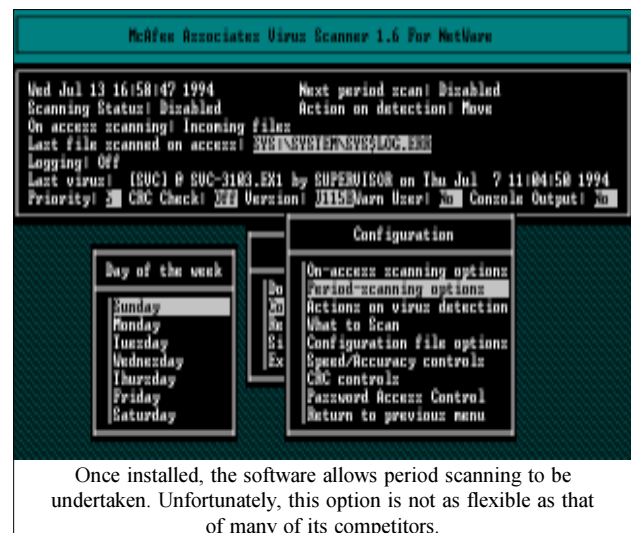 McAfee Associates Virus Scanner 1.6 For NetWare
Wed Jul 13 16:58:47 1994 Next period scan: Disabled
Scanning Status: Disabled Action on detection: Move
On access scanning: Incoming files
Last file scanned on access: SYS:\SYSTEM\SYS$LOG.ERR
Logging: Off
Last virus: [SVC] @ SVC-3103.EX1 by SUPERVISOR on Thu Jul 7 11:04:50 1994
Priority: 5 CRC Check: Off Version: V115 Warn User: No Console Output: No
Configuration
Day of the week
On-access scanning options
Period-scanning options
Actions on virus detection
What to Scan
Configuration file options
Speed/Accuracy controls
CRC controls
Password Access Control
Return to previous menu
Do
Co
Re
Si
Ex
Sunday
Monday
Tuesday
Wednesday
Thursday
Friday
Saturday
Once installed, the software allows period scanning to be
undertaken. Unfortunately, this option is not as flexible as that
of many of its competitors.